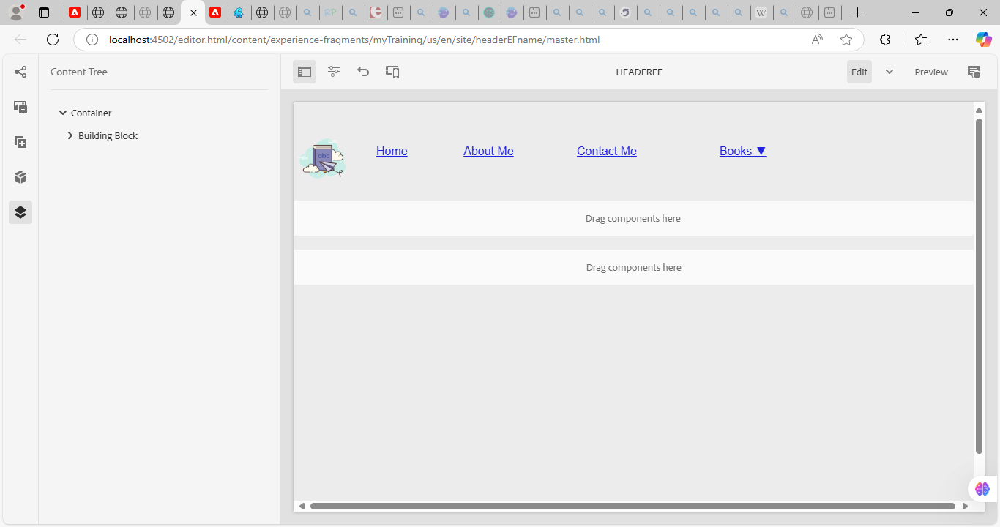 localhost:4502/editor.html/content/experience-fragments/myTraining/us/en/site/headerEFname/master.html
Content Tree
HEADEREF
Edit
Preview
Container
Building Block
abc
Home
About Me
Contact Me
Books ▼
Drag components here
Drag components here